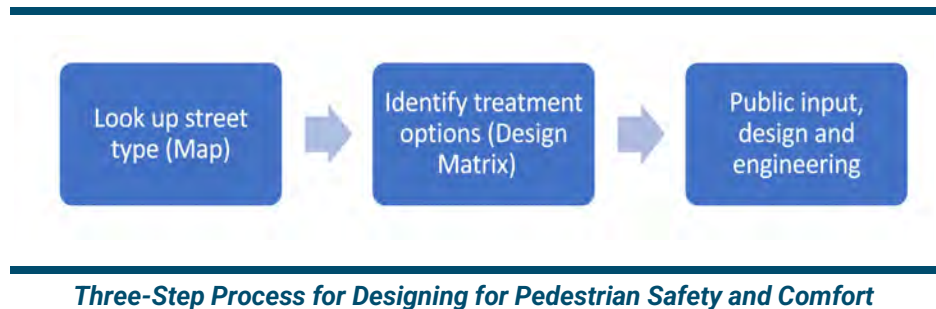 Look up street
type (Map)
Identify treatment
options (Design
Matrix)
Public input,
design and
engineering
Three-Step Process for Designing for Pedestrian Safety and Comfort